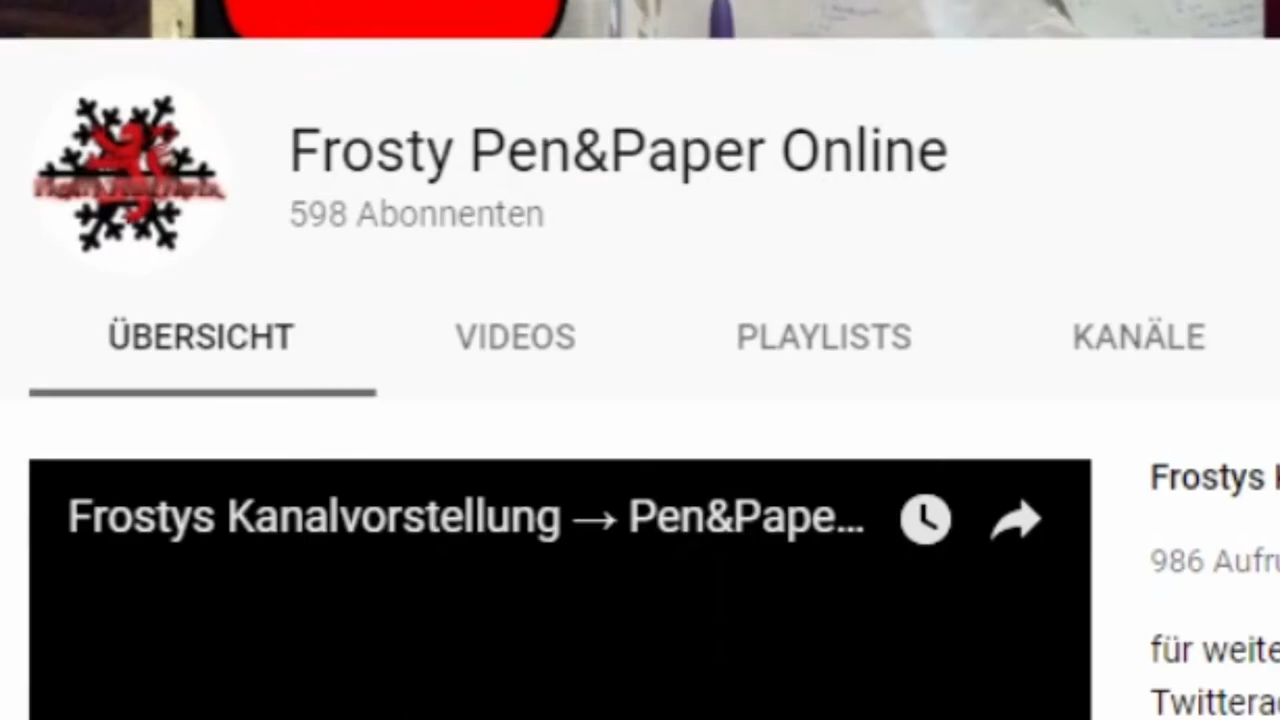 Frosty Pen&Paper Online
598 Abonnenten
ÜBERSICHT VIDEOS PLAYLISTS KANÄLE
Frostys Kanalvorstellung → Pen&Pape...
Frostys
986 Aufru
für weite
Twittera